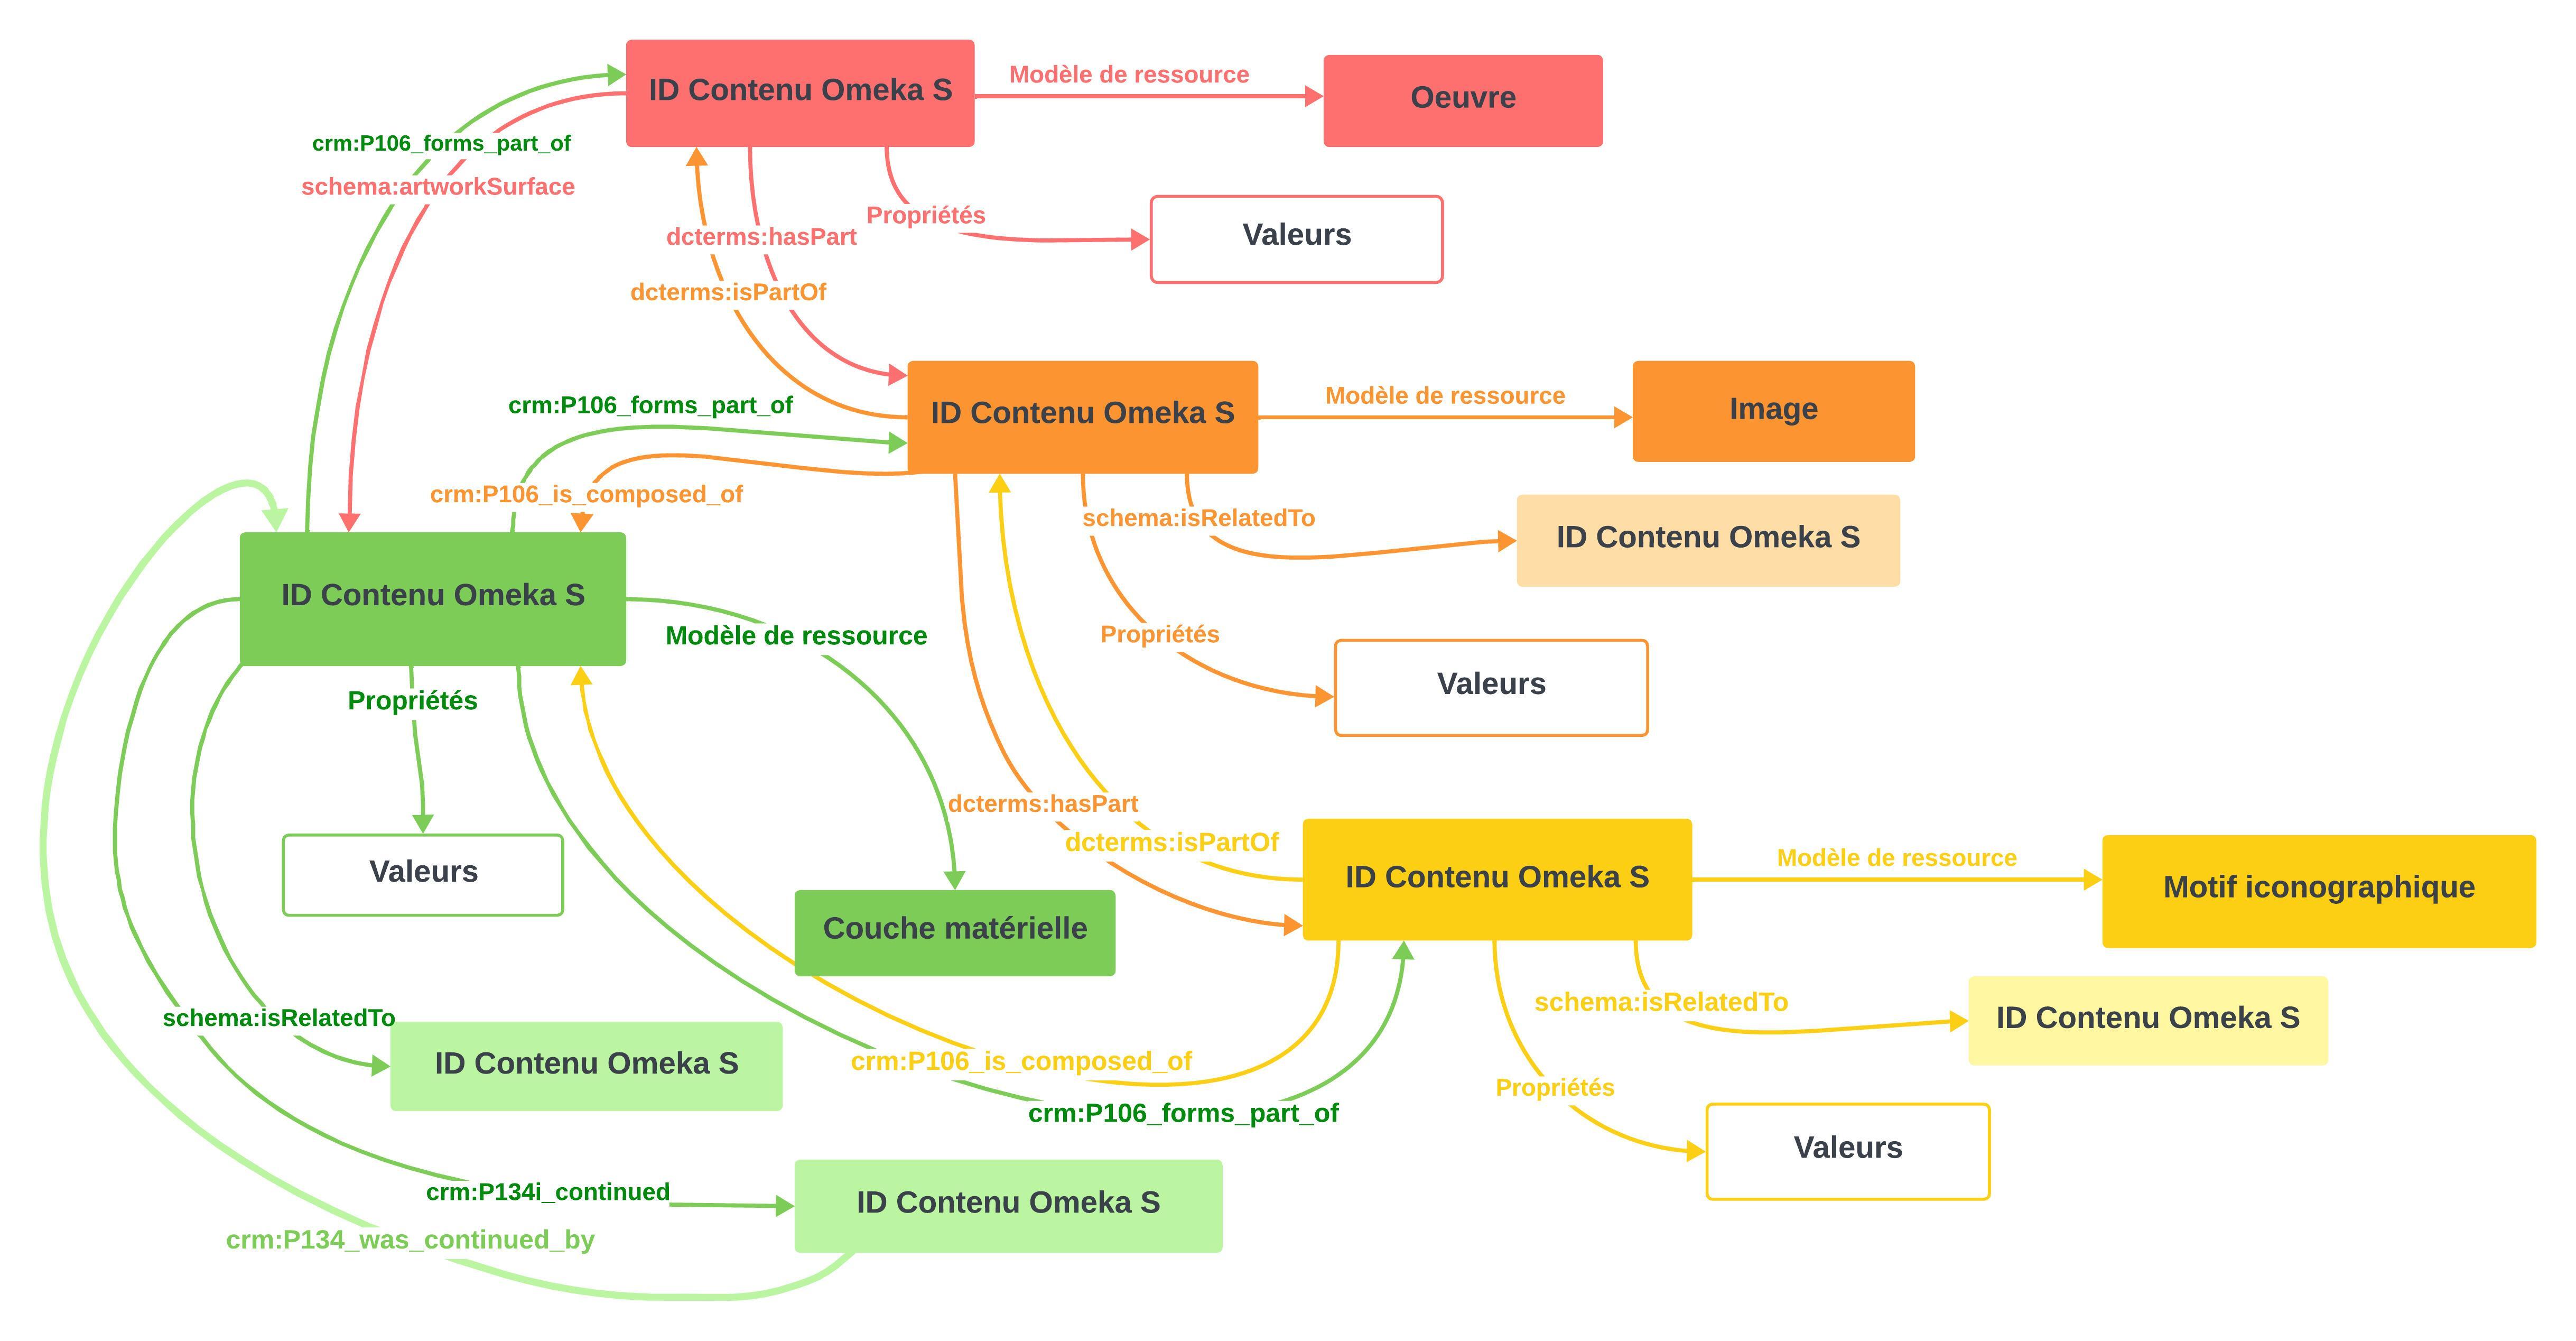 ID Contenu Omeka S
Modèle de ressource
Oeuvre
crm:P106_forms_part_of
schema:artworkSurface
Propriétés
dcterms:hasPart
Valeurs
dcterms:isPartOf
crm:P106_forms_part_of
ID Contenu Omeka S
Modèle de ressource
Image
crm:P106_is_composed_of
schema:isRelatedTo
ID Contenu Omeka S
ID Contenu Omeka S
Modèle de ressource
Propriétés
Valeurs
Propriétés
dcterms:hasPart
dcterms:isPartOf
Valeurs
ID Contenu Omeka S
Modèle de ressource
Motif iconographique
Couche matérielle
schema:isRelatedTo
ID Contenu Omeka S
schema:isRelatedTo
ID Contenu Omeka S
crm:P106_is_composed_of
Propriétés
crm:P106_forms_part_of
Valeurs
crm:P134i_continued
ID Contenu Omeka S
crm:P134_was_continued_by